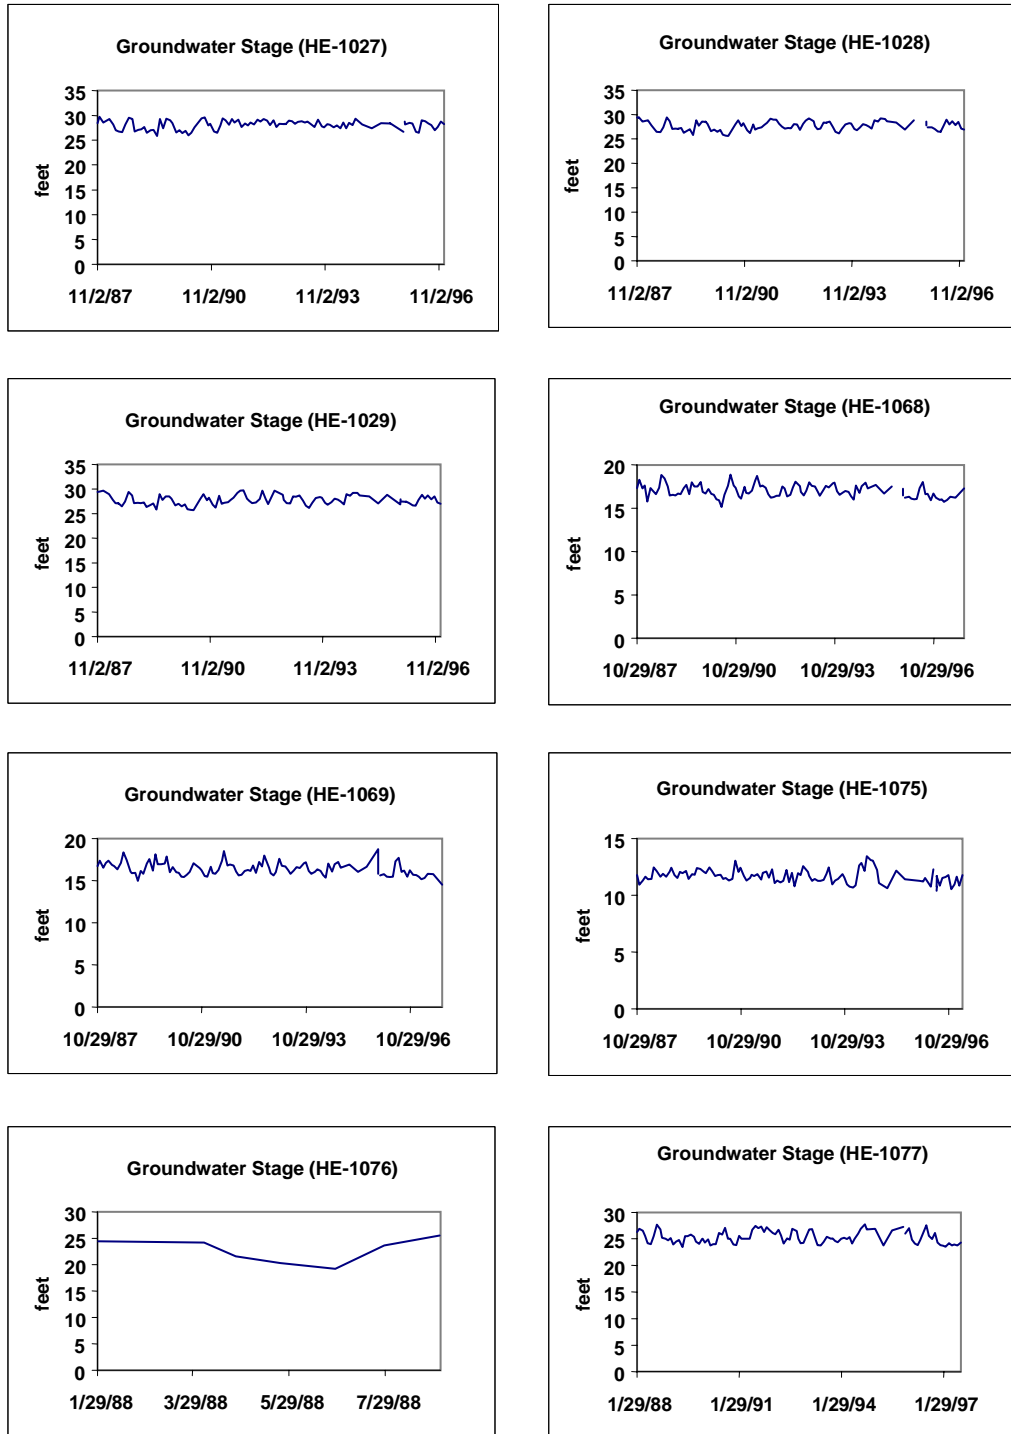 Groundwater Stage (HE-1027)
35
30
25
20
15
10
5
0
feet
11/2/87 11/2/90 11/2/93 11/2/96
Groundwater Stage (HE-1028)
35
30
25
20
15
10
5
0
feet
11/2/87 11/2/90 11/2/93 11/2/96
Groundwater Stage (HE-1029)
35
30
25
20
15
10
5
0
feet
11/2/87 11/2/90 11/2/93 11/2/96
Groundwater Stage (HE-1068)
20
15
10
5
0
feet
10/29/87 10/29/90 10/29/93 10/29/96
Groundwater Stage (HE-1069)
20
15
10
5
0
feet
10/29/87 10/29/90 10/29/93 10/29/96
Groundwater Stage (HE-1075)
15
10
5
0
feet
10/29/87 10/29/90 10/29/93 10/29/96
Groundwater Stage (HE-1076)
30
25
20
15
10
5
0
feet
1/29/88 3/29/88 5/29/88 7/29/88
Groundwater Stage (HE-1077)
30
25
20
15
10
5
0
feet
1/29/88 1/29/91 1/29/94 1/29/97